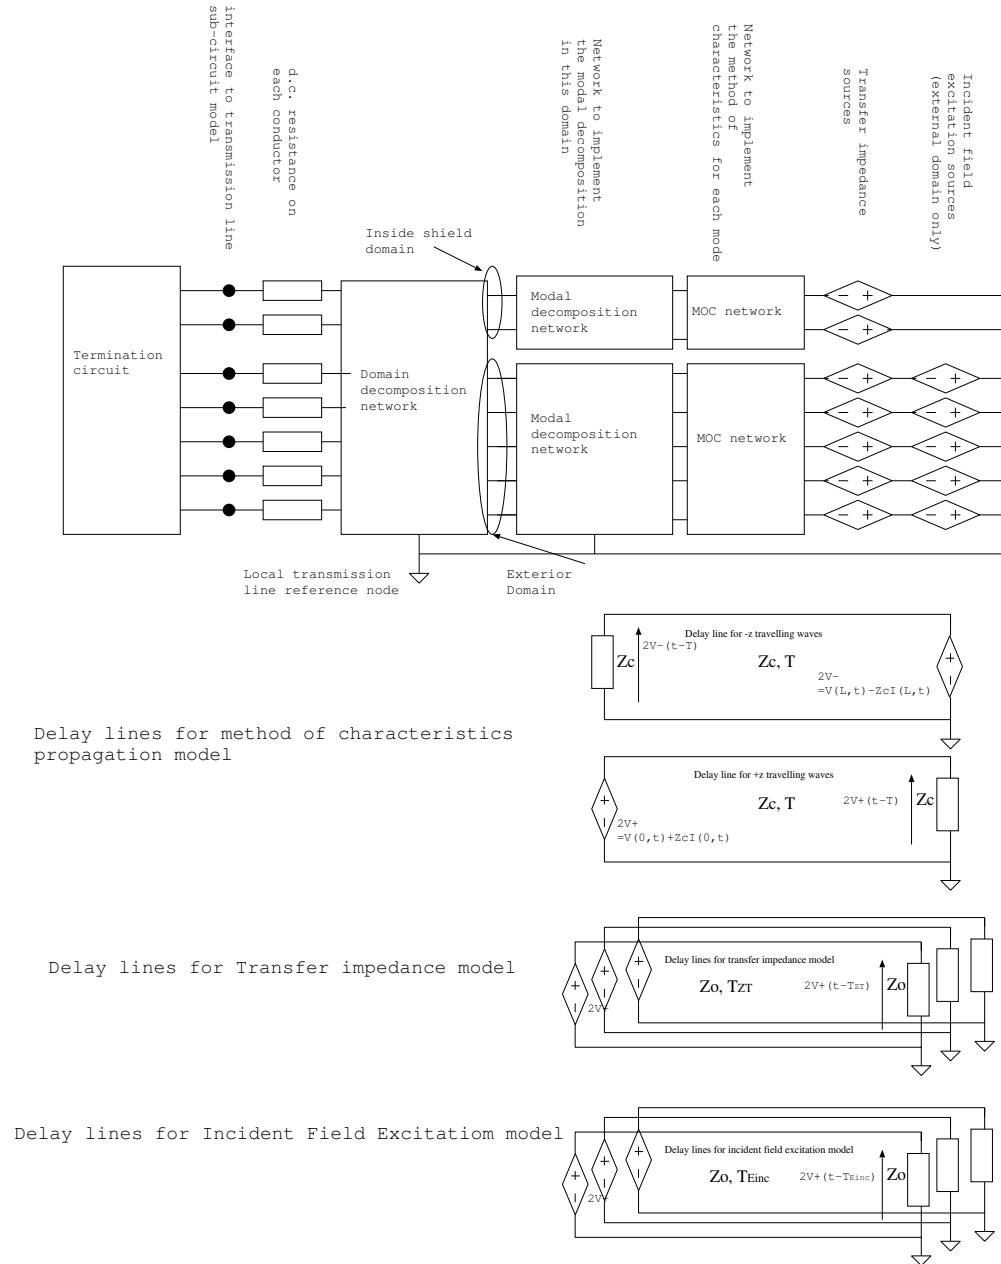 interface to transmission line
sub-circuit model
d.c. resistance on
each conductor
Network to implement
the modal decomposition
in this domain
Network to implement
the method of
characteristics for each mode
Transfer impedance
sources
Incident field
excitation sources
(external domain only)
Inside shield
domain
Termination
circuit
Domain
decomposition
network
Modal
decomposition
network
MOC network
− +
− +
Modal
decomposition
network
MOC network
− + − +
− + − +
− + − +
− + − +
− + − +
Local transmission
line reference node
Exterior
Domain
Delay lines for method of characteristics
propagation model
Delay line for -z travelling waves
Zc
2V-(t-T)
Zc, T
2V-
=V(L,t)-ZcI(L,t)
+
−
Delay line for +z travelling waves
+
−
2V+
=V(0,t)+ZcI(0,t)
Zc, T
2V+(t-T)
Zc
Delay lines for Transfer impedance model
Delay lines for transfer impedance model
+
−
+
−
+
−
2V+
Zo, TZT
2V+(t-TZT)
Zo
Delay lines for Incident Field Excitatiom model
Delay lines for incident field excitation model
+
−
+
−
+
−
2V+
Zo, TEinc
2V+(t-TEinc)
Zo